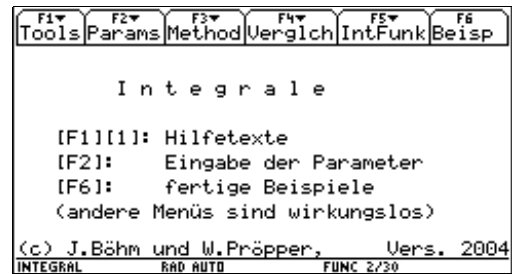 F1▾ F2▾ F3▾ F4▾ F5▾ F6
Tools Params Method Verglch IntFunk Beisp
I n t e g r a l e
[F1][1]: Hilfetexte
[F2]: Eingabe der Parameter
[F6]: fertige Beispiele
(andere Menüs sind wirkungslos)
(c) J.Böhm und W.Pröpper, Vers. 2004
INTEGRAL RAD AUTO FUNC 2/30